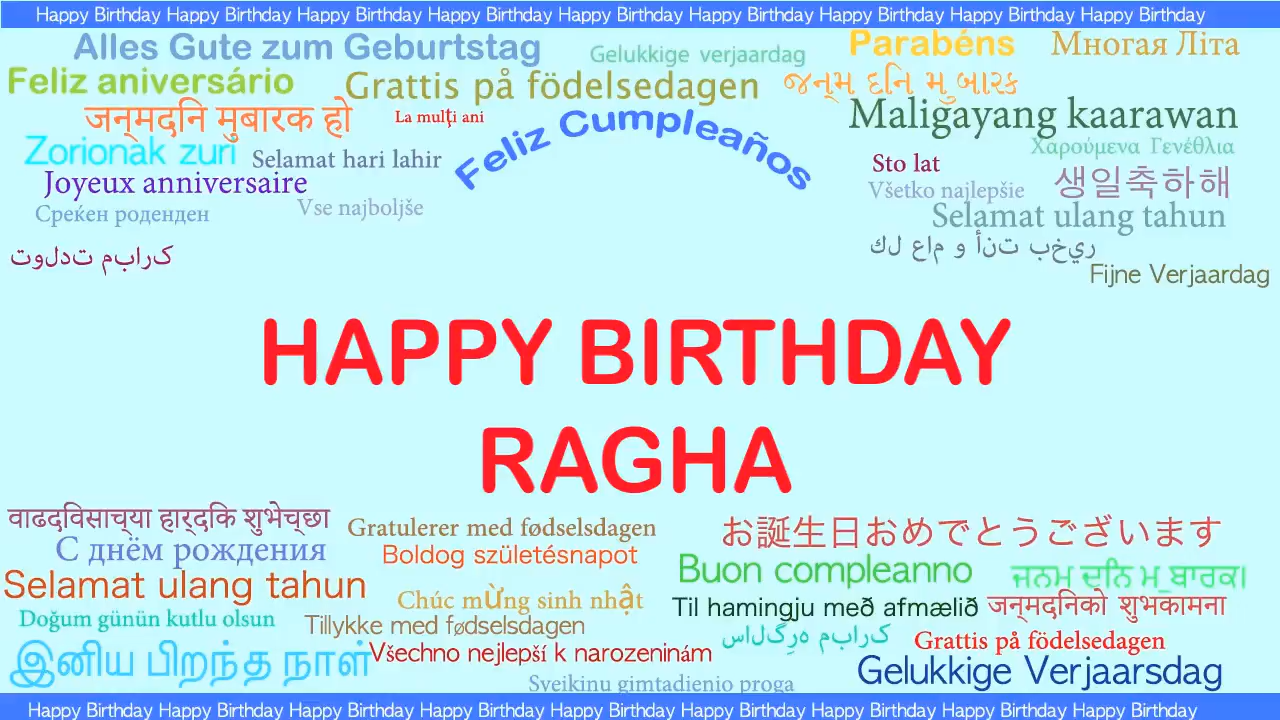 Happy Birthday Happy Birthday Happy Birthday Happy Birthday Happy Birthday Happy Birthday Happy Birthday Happy Birthday Happy Birthday
Alles Gute zum Geburtstag
Gelukkige verjaardag
Parabéns
Многая Літа
Feliz aniversário
Grattis på födelsedagen
જન્મ દિન મુબારક
जन्मदिन मुबारक हो
La mulţi ani
Feliz Cumpleaños
Maligayang kaarawan
Zorionak zuri
Selamat hari lahir
Χαρούμενα Γενέθλια
Sto lat
Joyeux anniversaire
Všetko najlepšie
생일축하해
Среќен роденден
Vse najboljše
Selamat ulang tahun
تولدت مبارک
كل عام و أنت بخير
Fijne Verjaardag
HAPPY BIRTHDAY
RAGHA
वाढदिवसाच्या हार्दिक शुभेच्छा
Gratulerer med fødselsdagen
お誕生日おめでとうございます
С днём рождения
Boldog születésnapot
Buon compleanno
ਜਨਮ ਦਿਨ ਮੁਬਾਰਕ।
Selamat ulang tahun
Chúc mừng sinh nhật
Til hamingju með afmælið
जन्मदिनको शुभकामना
Doğum günün kutlu olsun
Tillykke med fødselsdagen
سالگرہ مبارک
Grattis på födelsedagen
இனிய பிறந்த நாள்
Všechno nejlepší k narozeninám
Gelukkige Verjaarsdag
Sveikinu gimtadienio proga
Happy Birthday Happy Birthday Happy Birthday Happy Birthday Happy Birthday Happy Birthday Happy Birthday Happy Birthday Happy Birthday